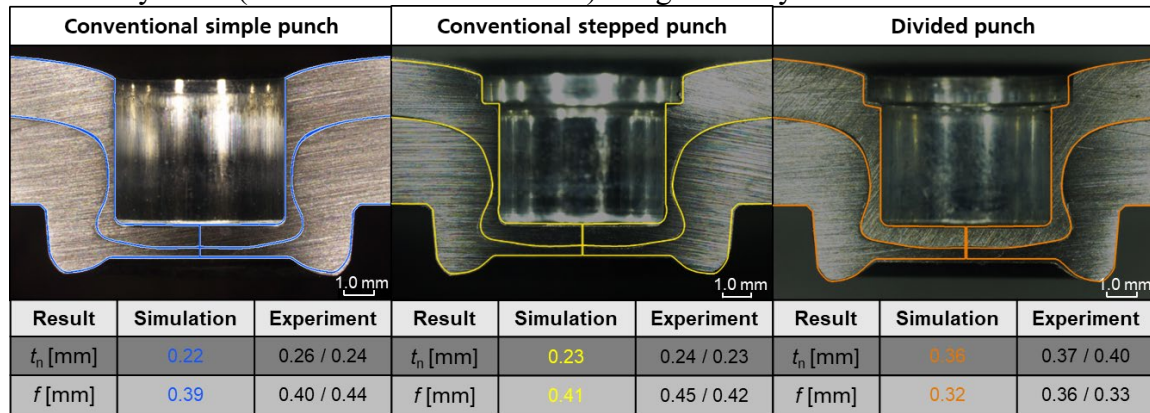 Conventional simple punch Conventional stepped punch Divided punch
1.0 mm 1.0 mm 1.0 mm
Result Simulation Experiment Result Simulation Experiment Result Simulation Experiment
tn [mm] 0.22 0.26 / 0.24 tn [mm] 0.23 0.24 / 0.23 tn [mm] 0.36 0.37 / 0.40
f [mm] 0.39 0.40 / 0.44 f [mm] 0.41 0.45 / 0.42 f [mm] 0.32 0.36 / 0.33